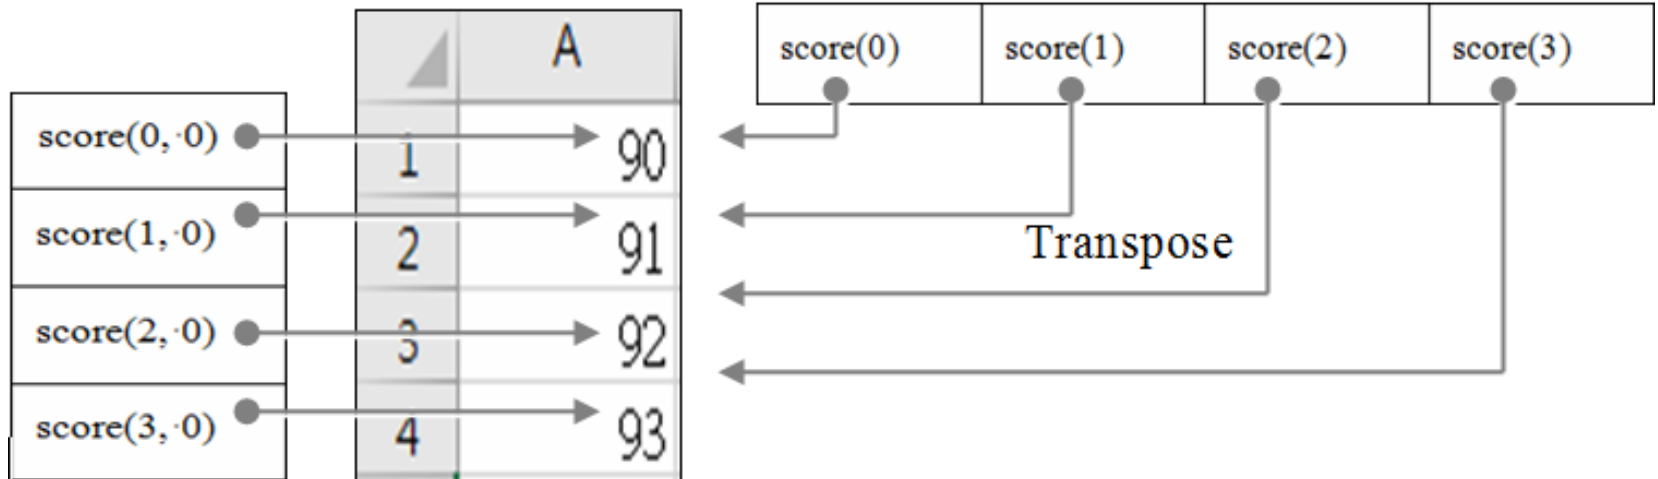 A
score(0) score(1) score(2) score(3)
score(0, ·0) 1 90
score(1, ·0) 2 91
Transpose
score(2, ·0) 3 92
score(3, ·0) 4 93